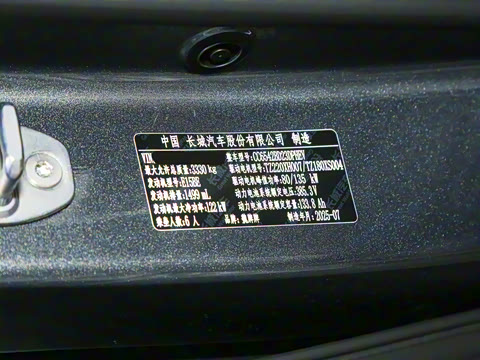 中国 长城汽车股份有限公司 制造
VIN
整车型号:CC6542BD23XPHEV
最大允许总质量:3330 kg
驱动电机型号:TZ220XH007/TZ180XS004
发动机型号:E15BE
驱动电机峰值功率:80/135 kW
发动机排量:1499 mL
动力电池系统额定电压:385.3V
发动机最大净功率:122 kW
动力电池系统额定容量:133.8 Ah
乘坐人数:6 人
品牌:
制造年月:2025-07